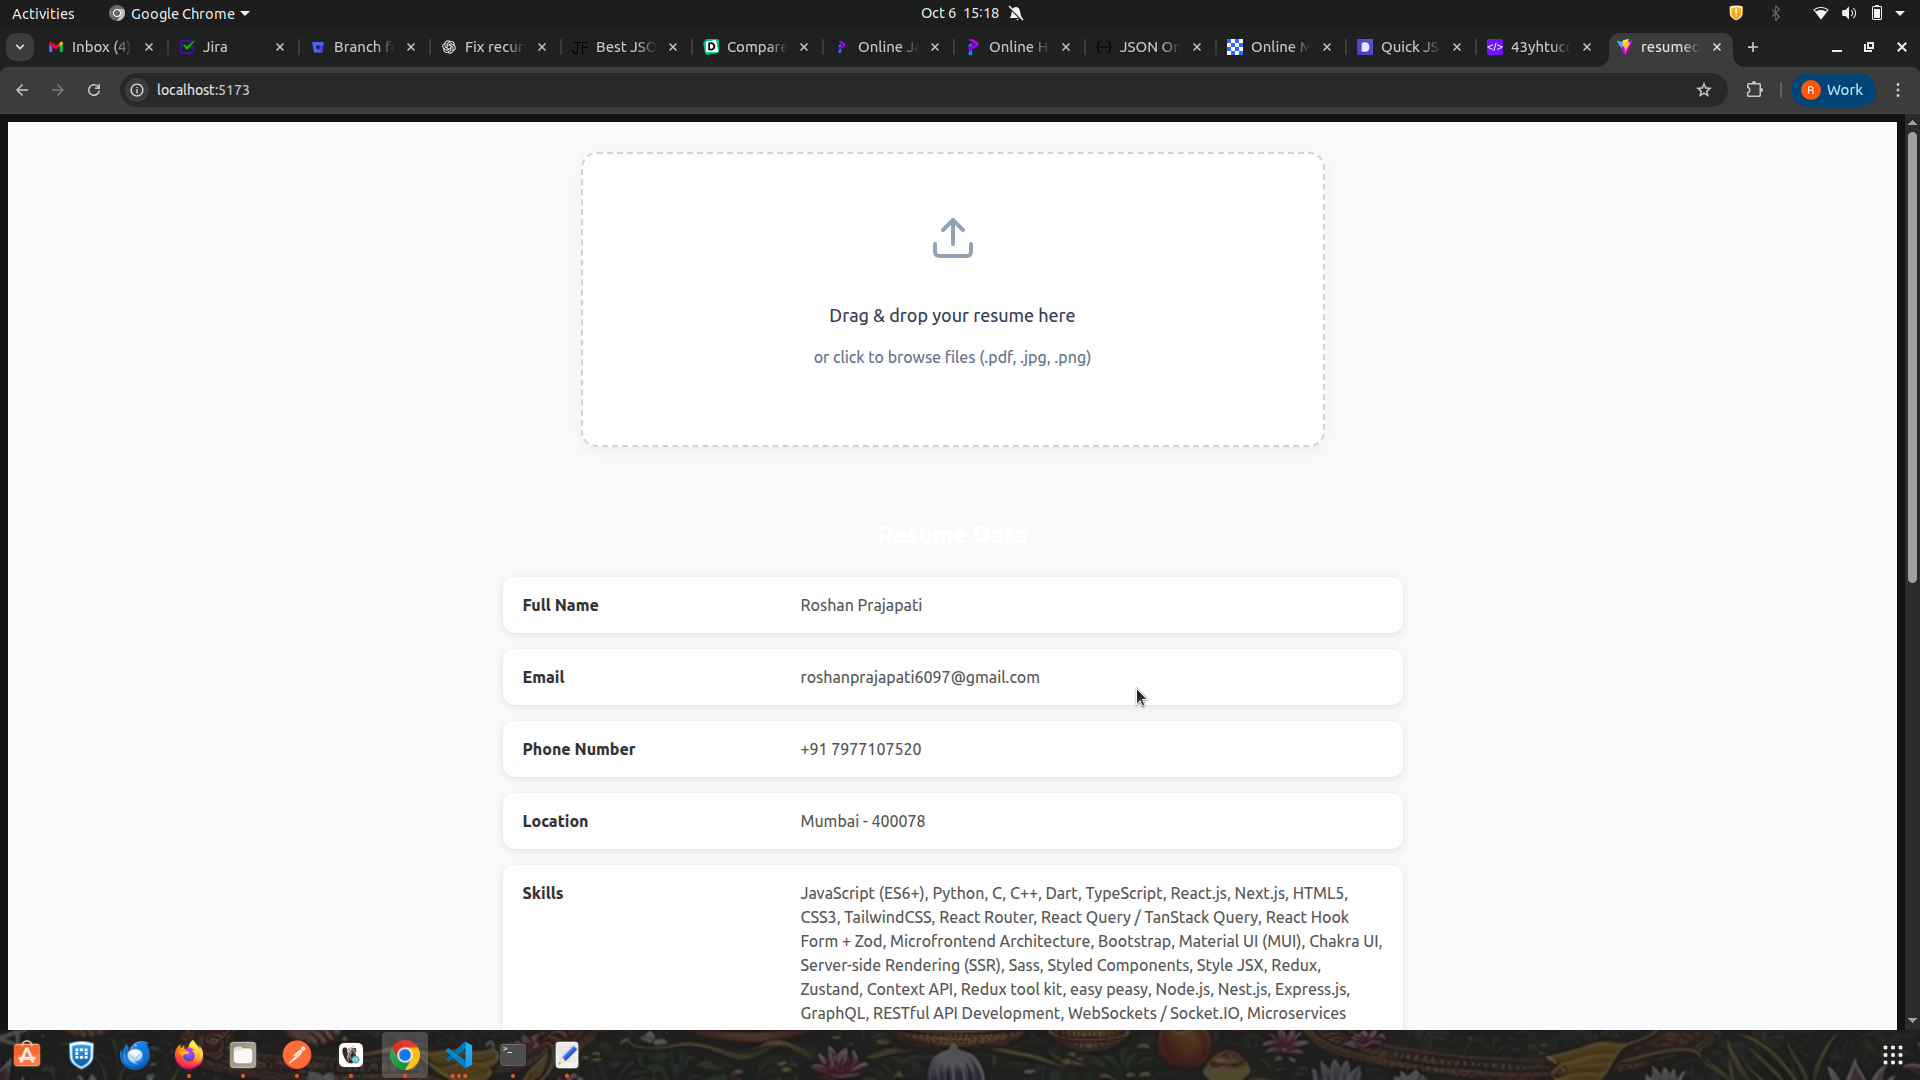 Activities
Google Chrome
Oct 6 15:18
Inbox (4)
Jira
Branch f
Fix recur
JF
Best JSO
Compare
Online Ja
Online H
JSON On
Online M
Quick JS
43yhtucc
resumec
localhost:5173
R
Work
Drag & drop your resume here
or click to browse files (.pdf, .jpg, .png)
Resume Data
Full Name
Roshan Prajapati
Email
roshanprajapati6097@gmail.com
Phone Number
+91 7977107520
Location
Mumbai - 400078
Skills
JavaScript (ES6+), Python, C, C++, Dart, TypeScript, React.js, Next.js, HTML5,
CSS3, TailwindCSS, React Router, React Query / TanStack Query, React Hook
Form + Zod, Microfrontend Architecture, Bootstrap, Material UI (MUI), Chakra UI,
Server-side Rendering (SSR), Sass, Styled Components, Style JSX, Redux,
Zustand, Context API, Redux tool kit, easy peasy, Node.js, Nest.js, Express.js,
GraphQL, RESTful API Development, WebSockets / Socket.IO, Microservices